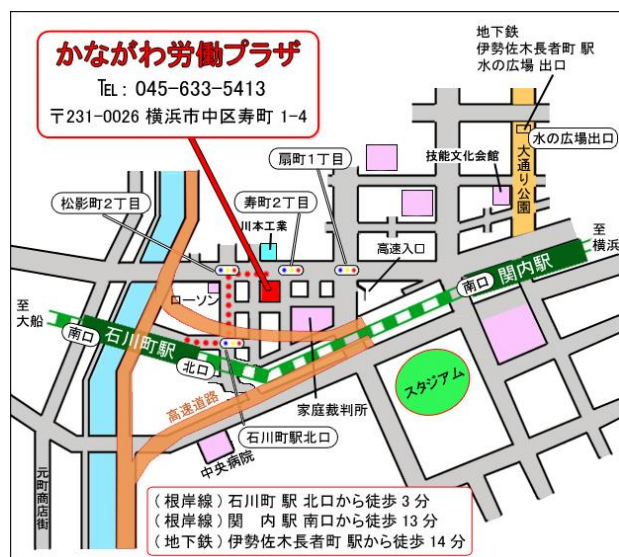 かながわ労働プラザ
℡: 045-633-5413
〒231-0026 横浜市中区寿町 1-4
地下鉄
伊勢佐木長者町 駅
水の広場 出口
水の広場出口
大通り公園
技能文化会館
扇町1丁目
松影町2丁目
寿町2丁目
川本工業
高速入口
至
横浜
関内駅
南口
ーソン
至
大船
南口
石川町駅
北口
スタジアム
家庭裁判所
高速道路
石川町駅北口
中央病院
元町商店街
(根岸線) 石川町 駅 北口から徒歩 3 分
(根岸線) 関 内 駅 南口から徒歩 13 分
(地下鉄) 伊勢佐木長者町 駅から徒歩 14 分